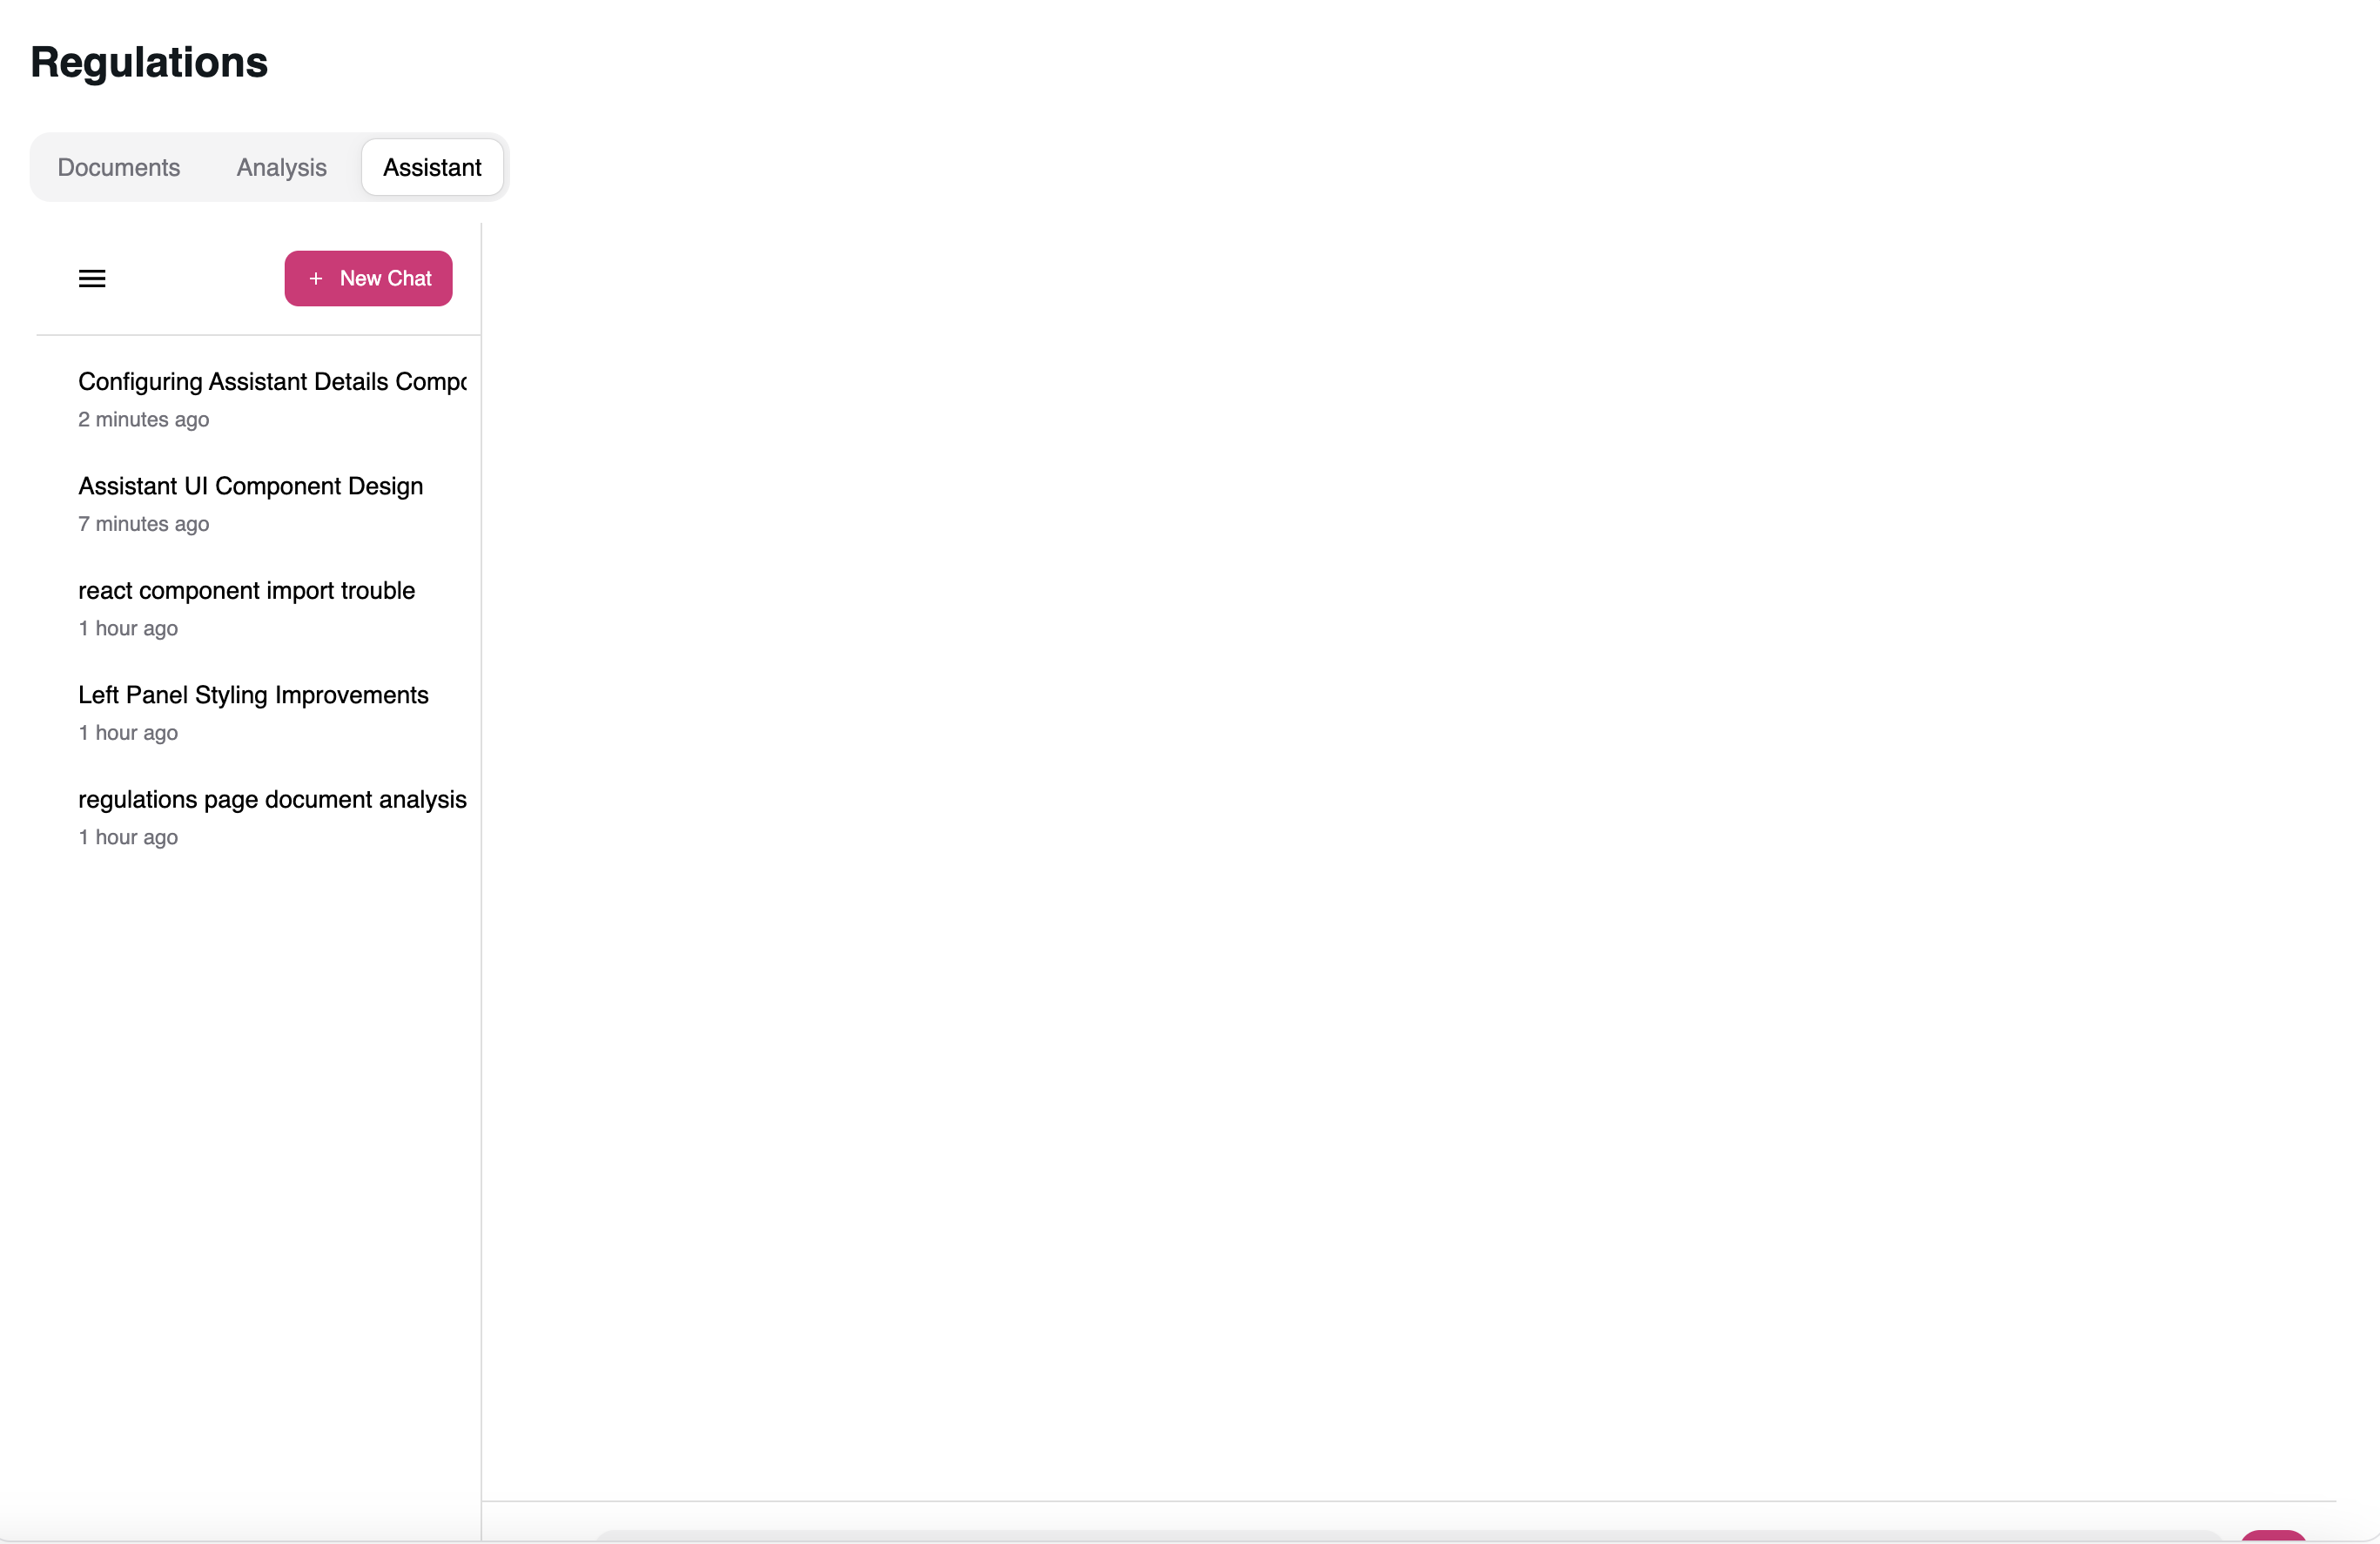 Regulations
Documents Analysis Assistant
+ New Chat
Configuring Assistant Details Compo
2 minutes ago
Assistant UI Component Design
7 minutes ago
react component import trouble
1 hour ago
Left Panel Styling Improvements
1 hour ago
regulations page document analysis
1 hour ago